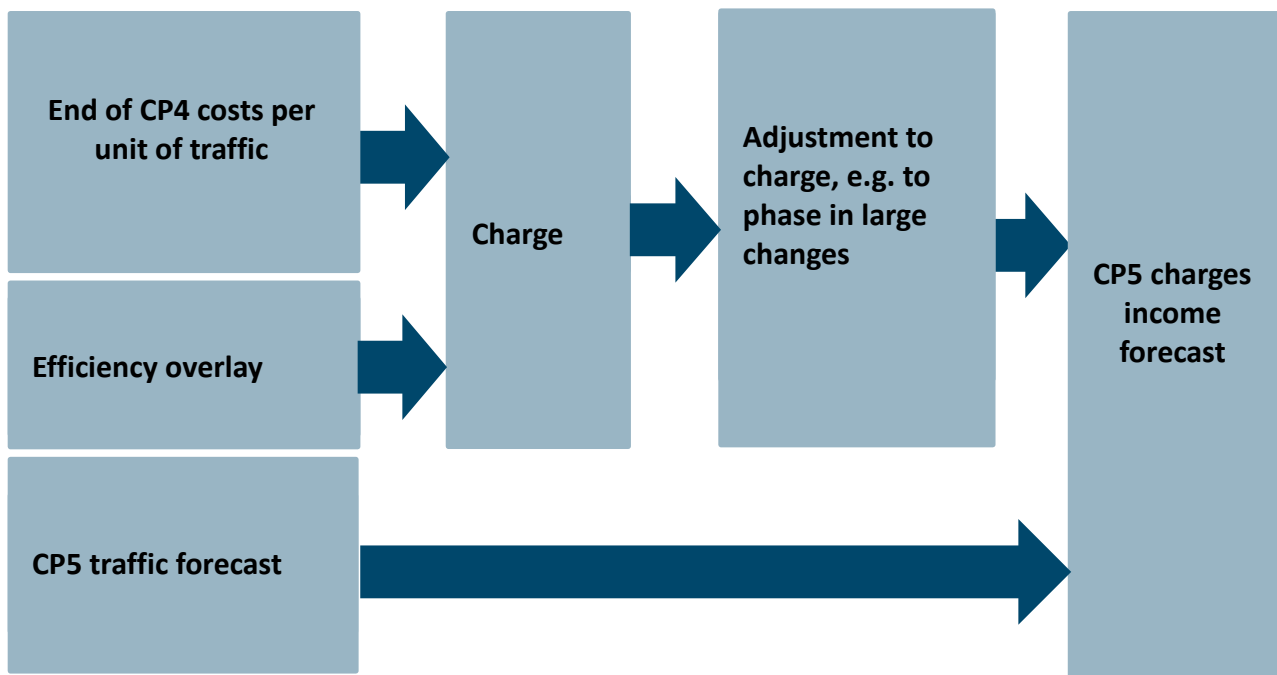 End of CP4 costs per
unit of traffic
Efficiency overlay
CP5 traffic forecast
Charge
Adjustment to
charge, e.g. to
phase in large
changes
CP5 charges
income
forecast